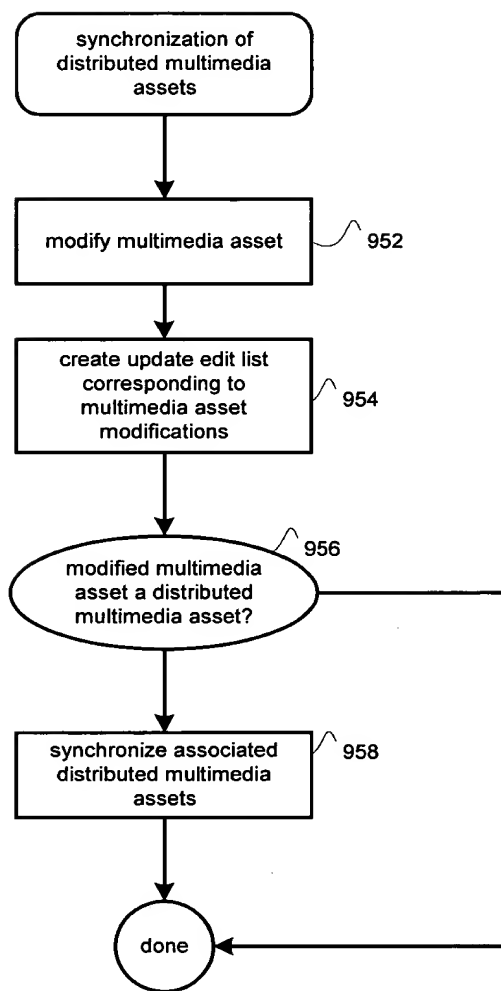 synchronization of
distributed multimedia
assets
modify multimedia asset
952
create update edit list
corresponding to
multimedia asset
modifications
954
956
modified multimedia
asset a distributed
multimedia asset?
958
synchronize associated
distributed multimedia
assets
done